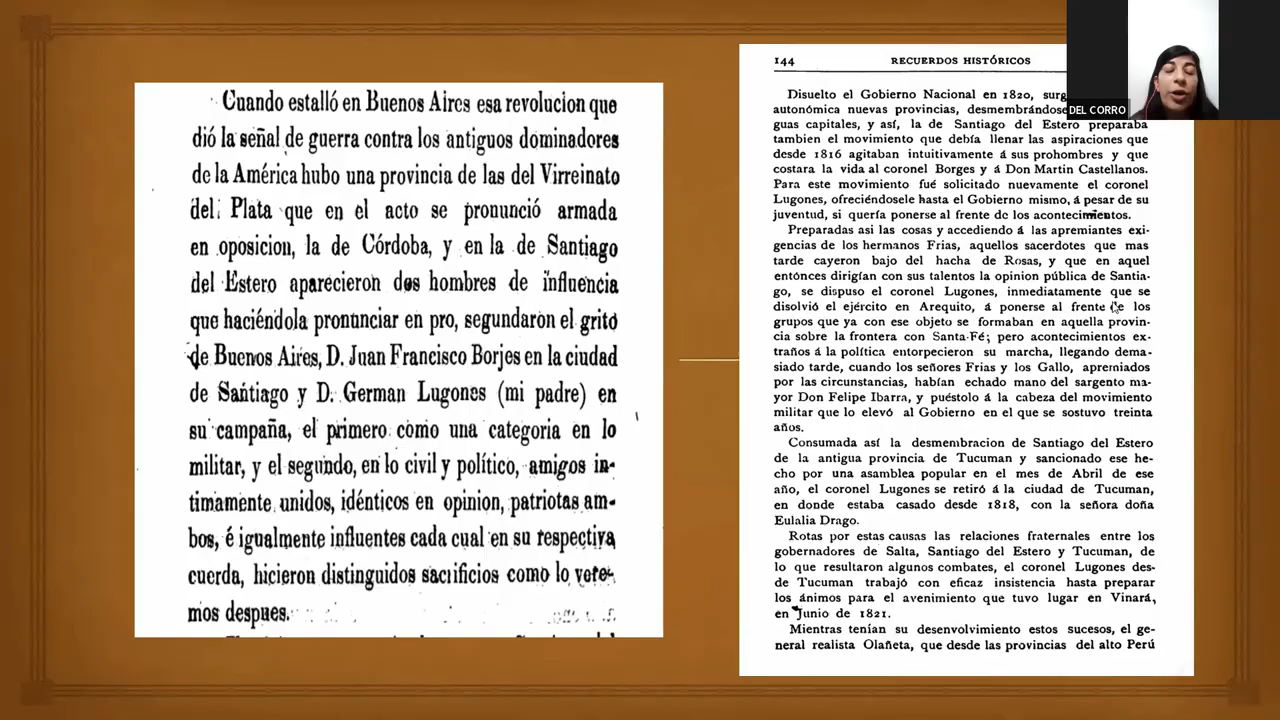 Cuando estalló en Buenos Aires esa revolucion que
dió la señal de guerra contra los antiguos dominadores
de la América hubo una provincia de las del Virreinato
del Plata que en el acto se pronunció armada
en oposicion, la de Córdoba, y en la de Santiago
del Estero aparecieron dos hombres de influencia
que haciéndola pronunciar en pro, segundaron el grito
de Buenos Aires, D. Juan Francisco Borjes en la ciudad
de Santiago y D. German Lugones (mi padre) en
su campaña, el primero como una categoria en lo
militar, y el segundo, en lo civil y político, amigos in-
timamente unidos, idénticos en opinion, patriotas am-
bos, é igualmente influentes cada cual en su respectiva
cuerda, hicieron distinguidos sacrificios como lo vere-
mos despues.
144 RECUERDOS HISTÓRICOS
Disuelto el Gobierno Nacional en 1820,
autonómica nuevas provincias,
guas capitales, y así, la de Santiago del Estero preparaba
tambien el movimiento que debía llenar las aspiraciones que
desde 1816 agitaban intuitivamente á sus prohombres y que
costara la vida al coronel Borges y á Don Martin Castellanos.
Para este movimiento fué solicitado nuevamente el coronel
Lugones, ofreciéndosele hasta el Gobierno mismo, á pesar de su
juventud, si quería ponerse al frente de los acontecimientos.
Preparadas asi las cosas y accediendo á las apremiantes exi-
gencias de los hermanos Frias, aquellos sacerdotes que mas
tarde cayeron bajo del hacha de Rosas, y que en aquel
entónces dirigían con sus talentos la opinion pública de Santia-
go, se dispuso el coronel Lugones, inmediatamente que se
disolvió el ejército en Arequito, á ponerse al frente de los
grupos que ya con ese objeto se formaban en aquella provin-
cia sobre la frontera con Santa-Fé; pero acontecimientos ex-
traños á la política entorpecieron su marcha, llegando dema-
siado tarde, cuando los señores Frias y los Gallo, apremiados
por las circunstancias, habían echado mano del sargento ma-
yor Don Felipe Ibarra, y puéstolo á la cabeza del movimiento
militar que lo elevó al Gobierno en el que se sostuvo treinta
años.
Consumada así la desmembracion de Santiago del Estero
de la antigua provincia de Tucuman y sancionado ese he-
cho por una asamblea popular en el mes de Abril de ese
año, el coronel Lugones se retiró á la ciudad de Tucuman,
en donde estaba casado desde 1818, con la señora doña
Eulalia Drago.
Rotas por estas causas las relaciones fraternales entre los
gobernadores de Salta, Santiago del Estero y Tucuman, de
lo que resultaron algunos combates, el coronel Lugones des-
de Tucuman trabajó con eficaz insistencia hasta preparar
los ánimos para el avenimiento que tuvo lugar en Vinará,
en Junio de 1821.
Mientras tenían su desenvolvimiento estos sucesos, el ge-
neral realista Olañeta, que desde las provincias del alto Perú
DEL CORRO